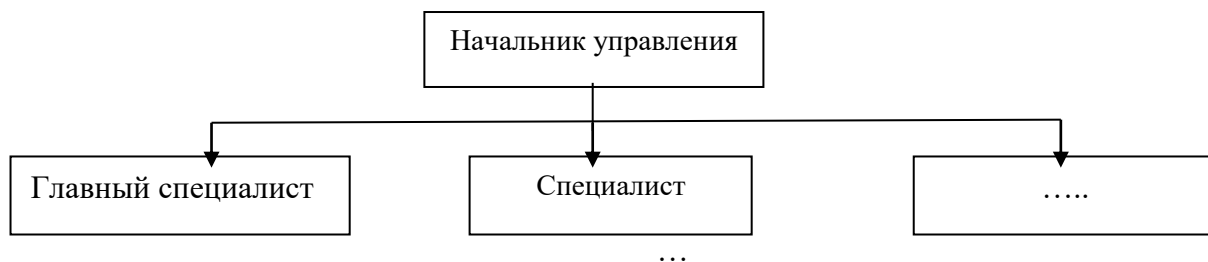 Начальник управления
Главный специалист
Специалист
…..
…